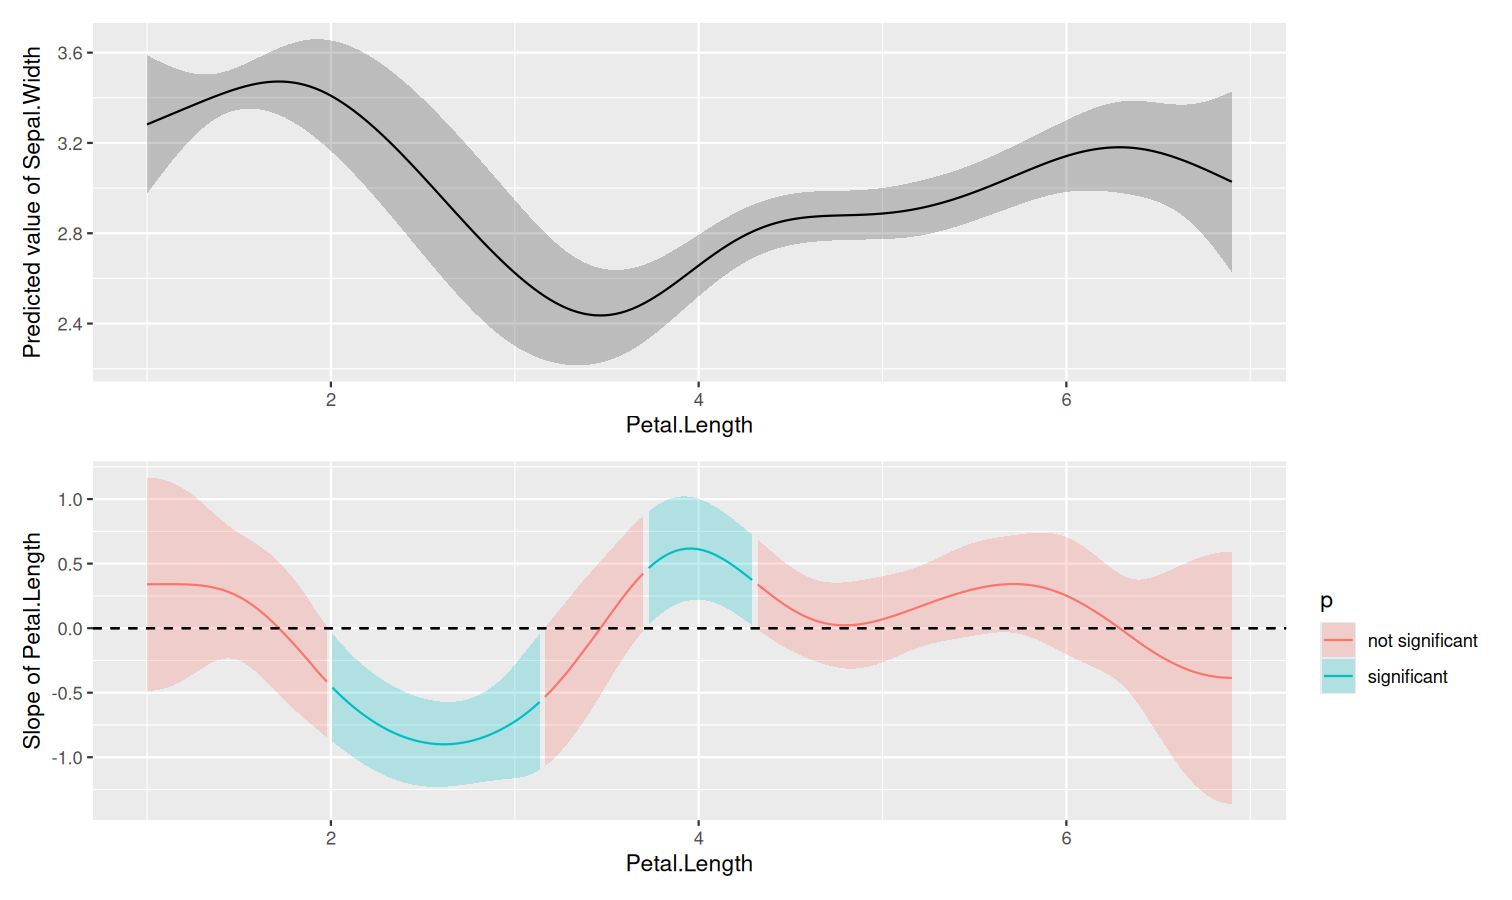 Predicted value of Sepal.Width
3.6
3.2
2.8
2.4
2 4 6
Petal.Length
Slope of Petal.Length
1.0
0.5
0.0
-0.5
-1.0
2 4 6
Petal.Length
p
not significant
significant